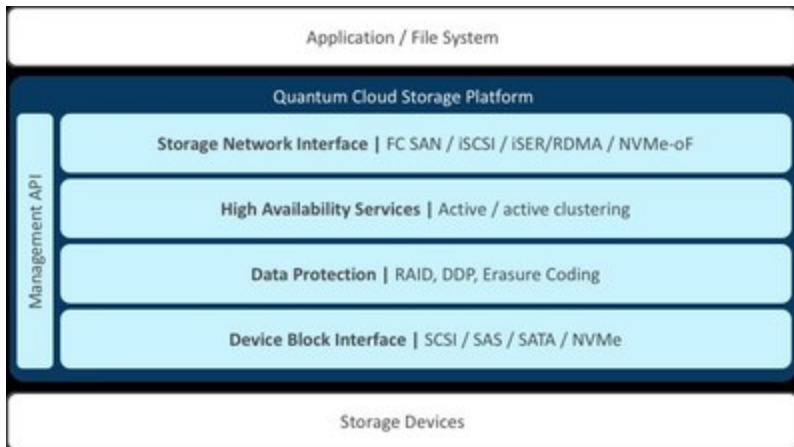 Application / File System
Quantum Cloud Storage Platform
Management API
Storage Network Interface | FC SAN / iSCSI / iSER/RDMA / NVMe-oF
High Availability Services | Active / active clustering
Data Protection | RAID, DDP, Erasure Coding
Device Block Interface | SCSI / SAS / SATA / NVMe
Storage Devices